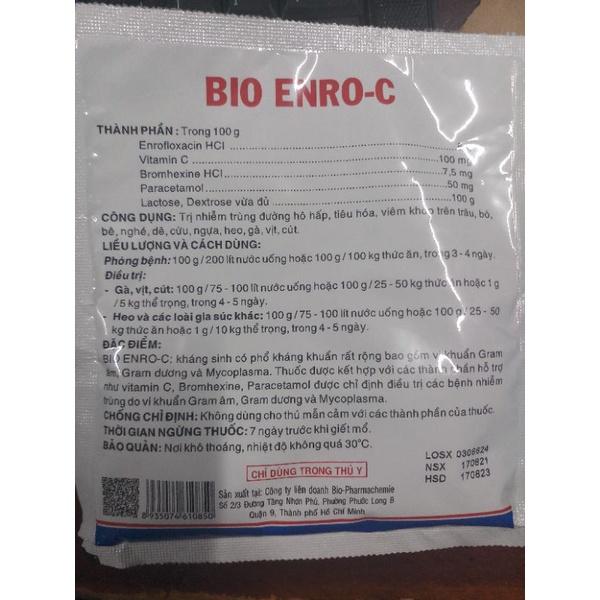 BIO ENRO-C
THÀNH PHẦN : Trong 100 g
Enrofloxacin HCl
Vitamin C 100 mg
Bromhexine HCl 7,5 mg
Paracetamol 50 mg
Lactose, Dextrose vừa đủ 100 g
CÔNG DỤNG: Trị nhiễm trùng đường hô hấp, tiêu hóa, viêm khớp trên trâu, bò,
bê, nghé, dê, cừu, ngựa, heo, gà, vịt, cút.
LIỀU LƯỢNG VÀ CÁCH DÙNG:
Phòng bệnh: 100 g / 200 lít nước uống hoặc 100 g / 100 kg thức ăn, trong 3 - 4 ngày.
Điều trị:
- Gà, vịt, cút: 100 g / 75 - 100 lít nước uống hoặc 100 g / 25 - 50 kg thức ăn hoặc 1 g
/ 5 kg thể trọng, trong 4 - 5 ngày.
- Heo và các loài gia súc khác: 100 g / 75 - 100 lít nước uống hoặc 100 g / 25 - 50
kg thức ăn hoặc 1 g / 10 kg thể trọng, trong 4 - 5 ngày.
ĐẶC ĐIỂM:
BIO ENRO-C: kháng sinh có phổ kháng khuẩn rất rộng bao gồm vi khuẩn Gram
âm, Gram dương và Mycoplasma. Thuốc được kết hợp với các thành phần hỗ trợ
như vitamin C, Bromhexine, Paracetamol được chỉ định điều trị các bệnh nhiễm
trùng do vi khuẩn Gram âm, Gram dương và Mycoplasma.
CHỐNG CHỈ ĐỊNH: Không dùng cho thú mẫn cảm với các thành phần của thuốc.
THỜI GIAN NGỪNG THUỐC: 7 ngày trước khi giết mổ.
BẢO QUẢN: Nơi khô thoáng, nhiệt độ không quá 30°C.
LOSX 0306624
NSX 170821
HSD 170823
CHỈ DÙNG TRONG THÚ Y
Sản xuất tại: Công ty liên doanh Bio-Pharmachemie
Số 2/3 Đường Tăng Nhơn Phú, Phường Phước Long B
Quận 9, Thành phố Hồ Chí Minh
8 935074 610850